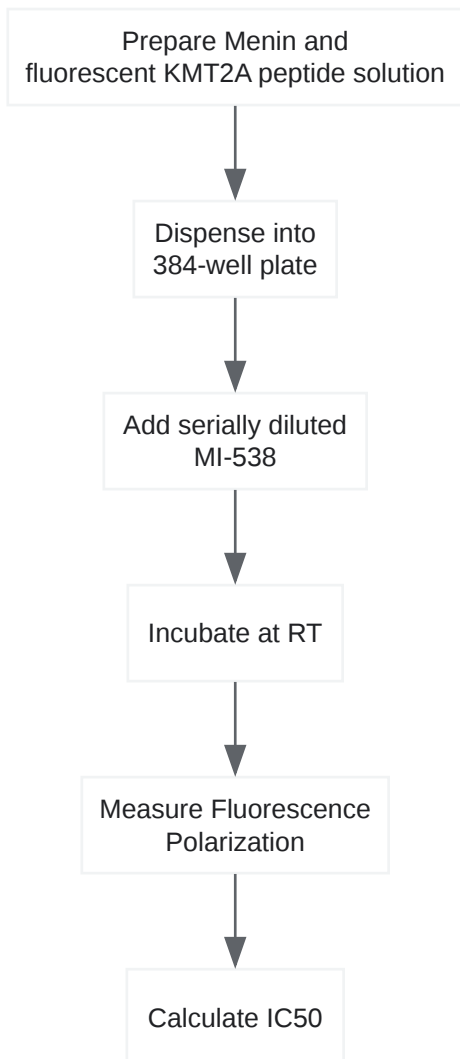 Prepare Menin and
fluorescent KMT2A peptide solution
Dispense into
384-well plate
Add serially diluted
MI-538
Incubate at RT
Measure Fluorescence
Polarization
Calculate IC50